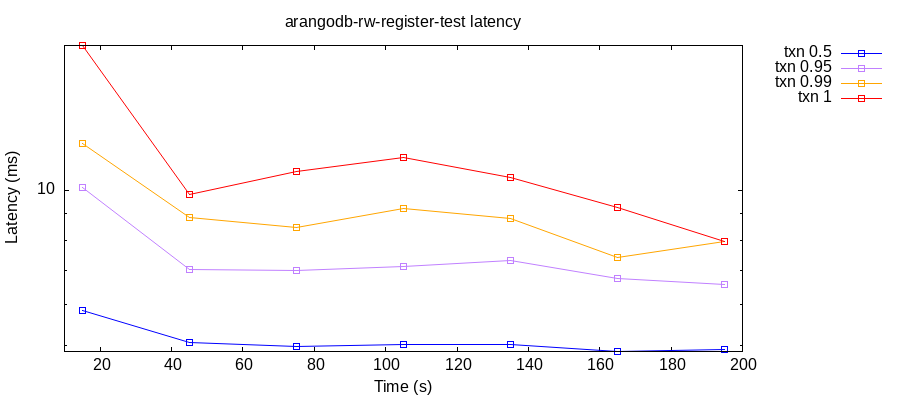 arangodb-rw-register-test latency
txn 0.5
txn 0.95
txn 0.99
txn 1
Latency (ms)
10
20 40 60 80 100 120 140 160 180 200
Time (s)